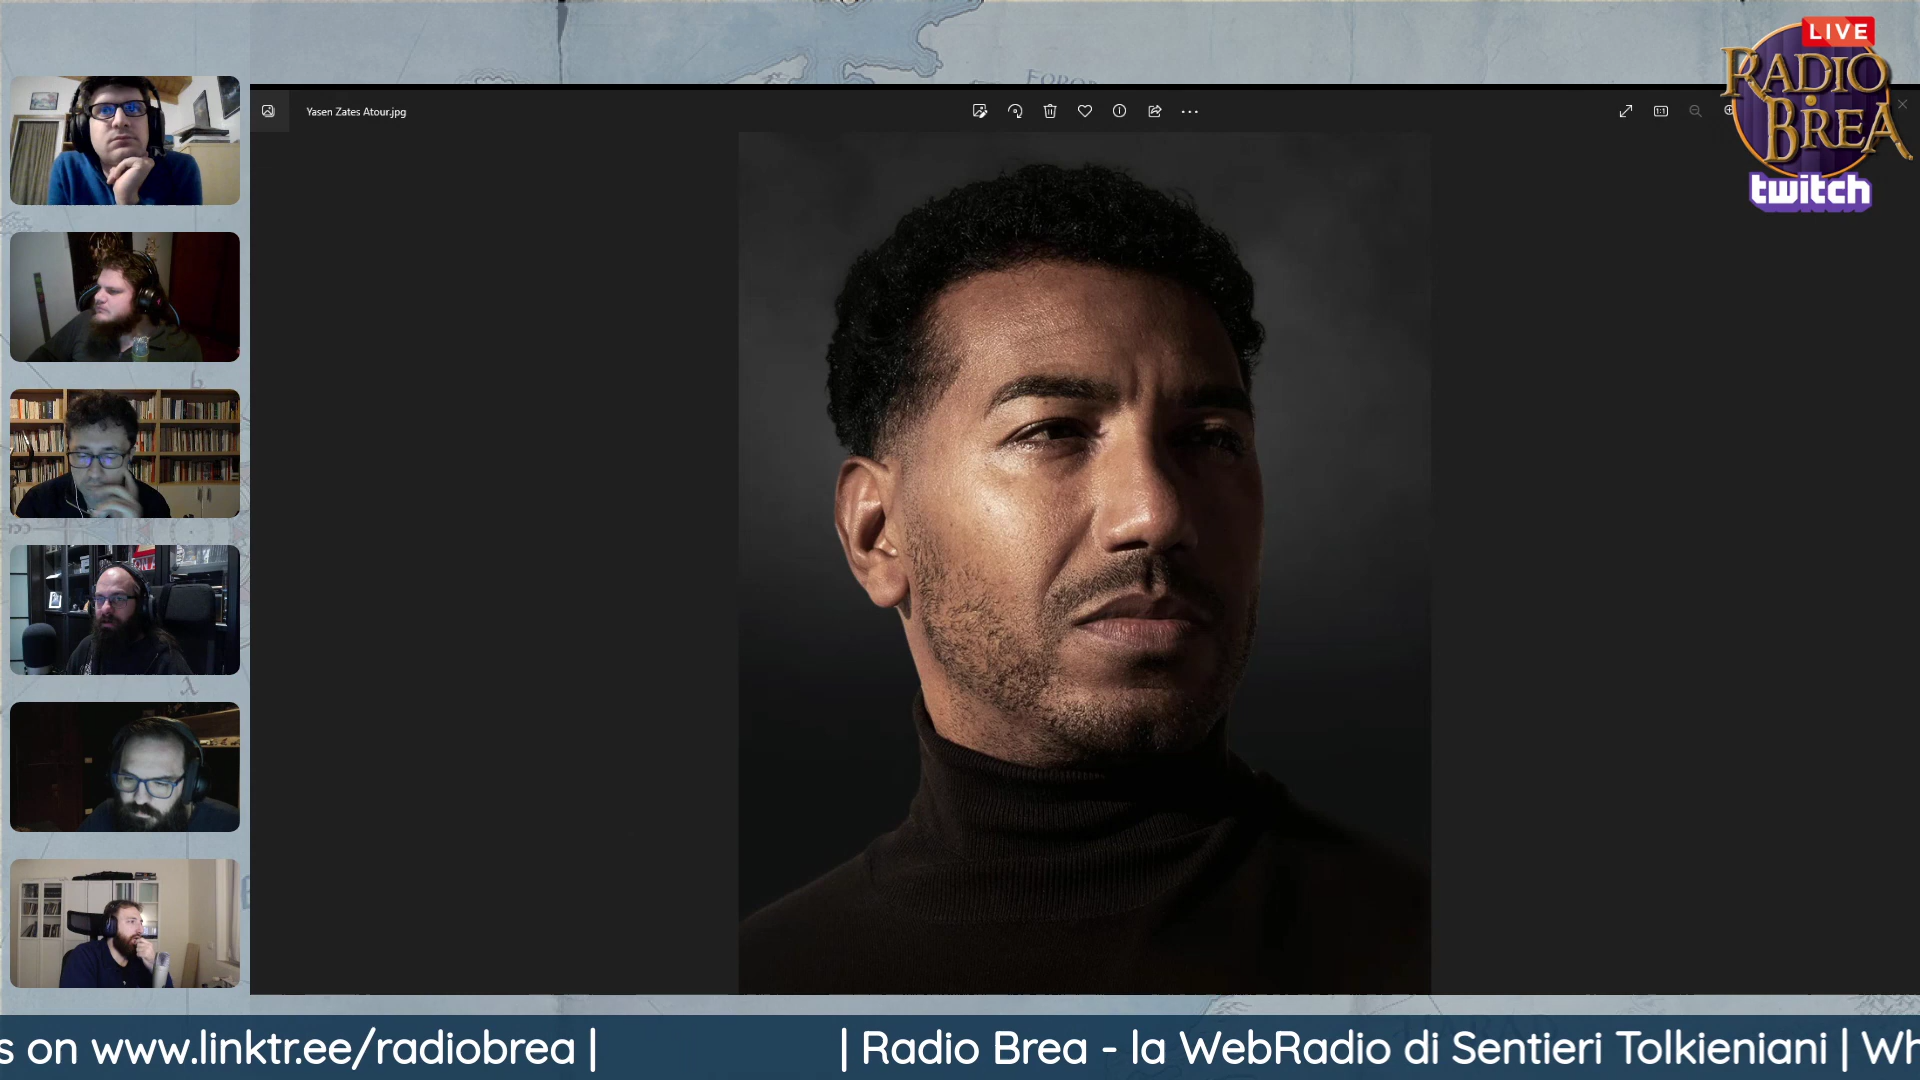 LIVE
RADIO
BREA
twitch
Yasen Zates Atour.jpg
s on www.linktr.ee/radiobrea |
| Radio Brea - la WebRadio di Sentieri Tolkieniani | Wh